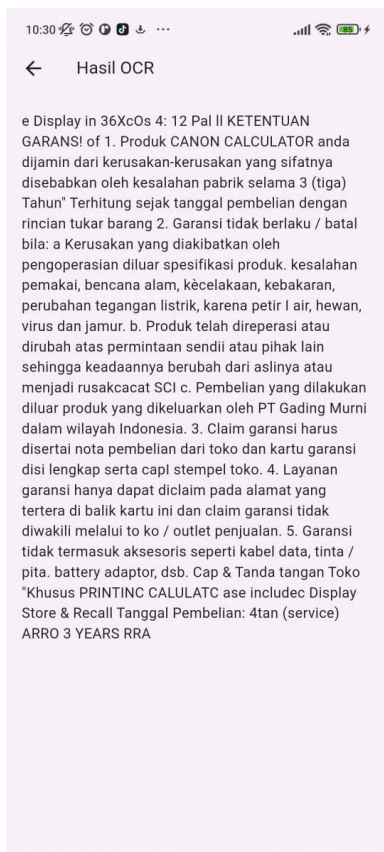 10:30
85
Hasil OCR
e Display in 36XcOs 4: 12 Pal ll KETENTUAN
GARANS! of 1. Produk CANON CALCULATOR anda
dijamin dari kerusakan-kerusakan yang sifatnya
disebabkan oleh kesalahan pabrik selama 3 (tiga)
Tahun" Terhitung sejak tanggal pembelian dengan
rincian tukar barang 2. Garansi tidak berlaku / batal
bila: a Kerusakan yang diakibatkan oleh
pengoperasian diluar spesifikasi produk. kesalahan
pemakai, bencana alam, kècelakaan, kebakaran,
perubahan tegangan listrik, karena petir I air, hewan,
virus dan jamur. b. Produk telah direperasi atau
dirubah atas permintaan sendii atau pihak lain
sehingga keadaannya berubah dari aslinya atau
menjadi rusakcacat SCI c. Pembelian yang dilakukan
diluar produk yang dikeluarkan oleh PT Gading Murni
dalam wilayah Indonesia. 3. Claim garansi harus
disertai nota pembelian dari toko dan kartu garansi
disi lengkap serta capl stempel toko. 4. Layanan
garansi hanya dapat diclaim pada alamat yang
tertera di balik kartu ini dan claim garansi tidak
diwakili melalui to ko / outlet penjualan. 5. Garansi
tidak termasuk aksesoris seperti kabel data, tinta /
pita. battery adaptor, dsb. Cap & Tanda tangan Toko
"Khusus PRINTINC CALULATC ase includec Display
Store & Recall Tanggal Pembelian: 4tan (service)
ARRO 3 YEARS RRA